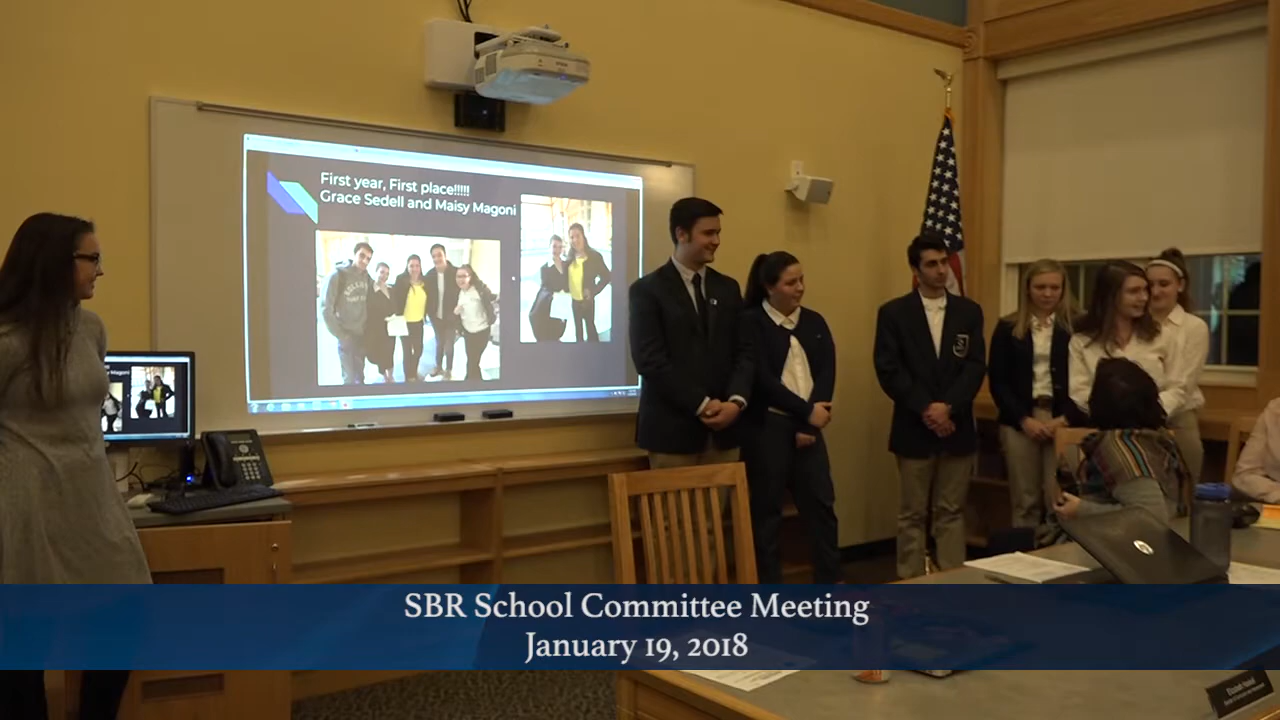 First year, First place!!!!!
Grace Sedell and Maisy Magoni
SBR School Committee Meeting
January 19, 2018